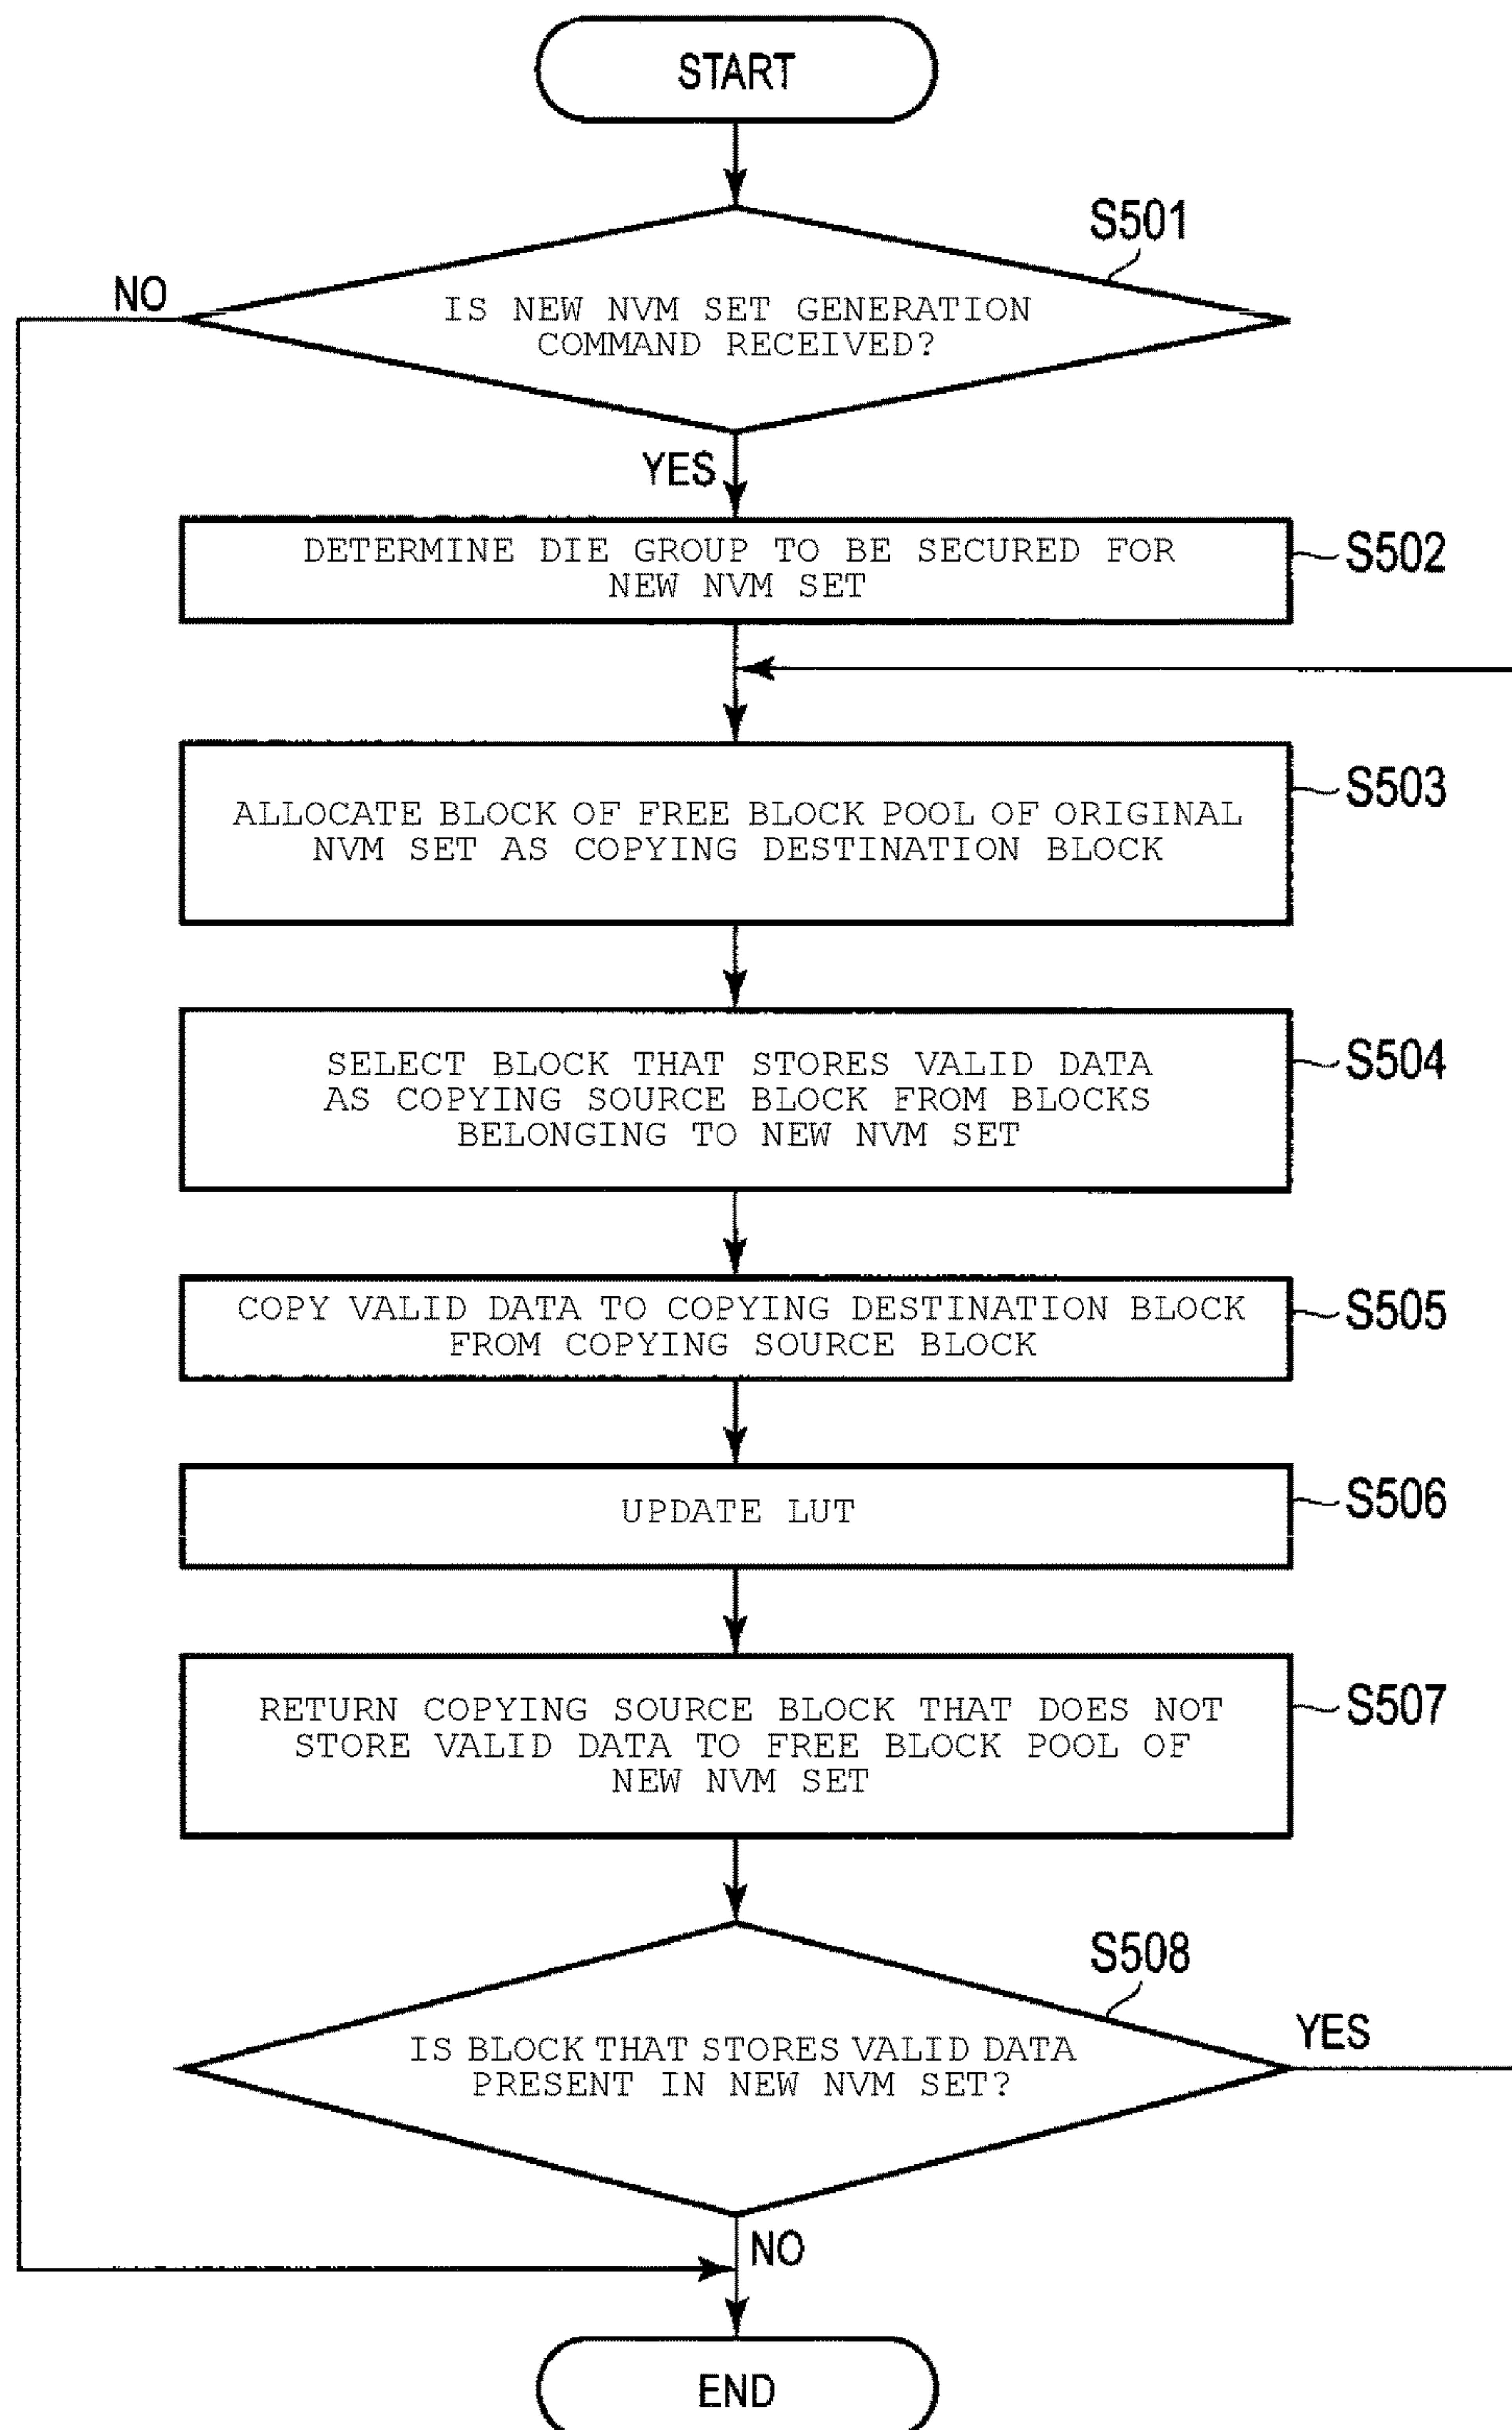 START
S501
NO
IS NEW NVM SET GENERATION
COMMAND RECEIVED?
YES
DETERMINE DIE GROUP TO BE SECURED FOR
NEW NVM SET
S502
ALLOCATE BLOCK OF FREE BLOCK POOL OF ORIGINAL
NVM SET AS COPYING DESTINATION BLOCK
S503
SELECT BLOCK THAT STORES VALID DATA
AS COPYING SOURCE BLOCK FROM BLOCKS
BELONGING TO NEW NVM SET
S504
COPY VALID DATA TO COPYING DESTINATION BLOCK
FROM COPYING SOURCE BLOCK
S505
UPDATE LUT
S506
RETURN COPYING SOURCE BLOCK THAT DOES NOT
STORE VALID DATA TO FREE BLOCK POOL OF
NEW NVM SET
S507
S508
IS BLOCK THAT STORES VALID DATA
PRESENT IN NEW NVM SET?
YES
NO
END